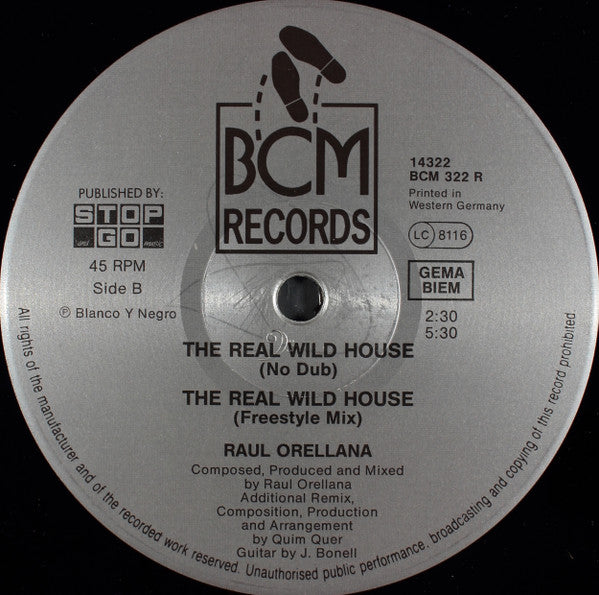 BCM
RECORDS
PUBLISHED BY:
STOP
and GO music
45 RPM
Side B
℗ Blanco Y Negro
14322
BCM 322 R
Printed in
Western Germany
LC 8116
GEMA
BIEM
2:30
5:30
THE REAL WILD HOUSE
(No Dub)
THE REAL WILD HOUSE
(Freestyle Mix)
RAUL ORELLANA
Composed, Produced and Mixed
by Raul Orellana
Additional Remix,
Composition, Production
and Arrangement
by Quim Quer
Guitar by J. Bonell
All rights of the manufacturer and of the recorded work reserved. Unauthorised public performance, broadcasting and copying of this record prohibited.